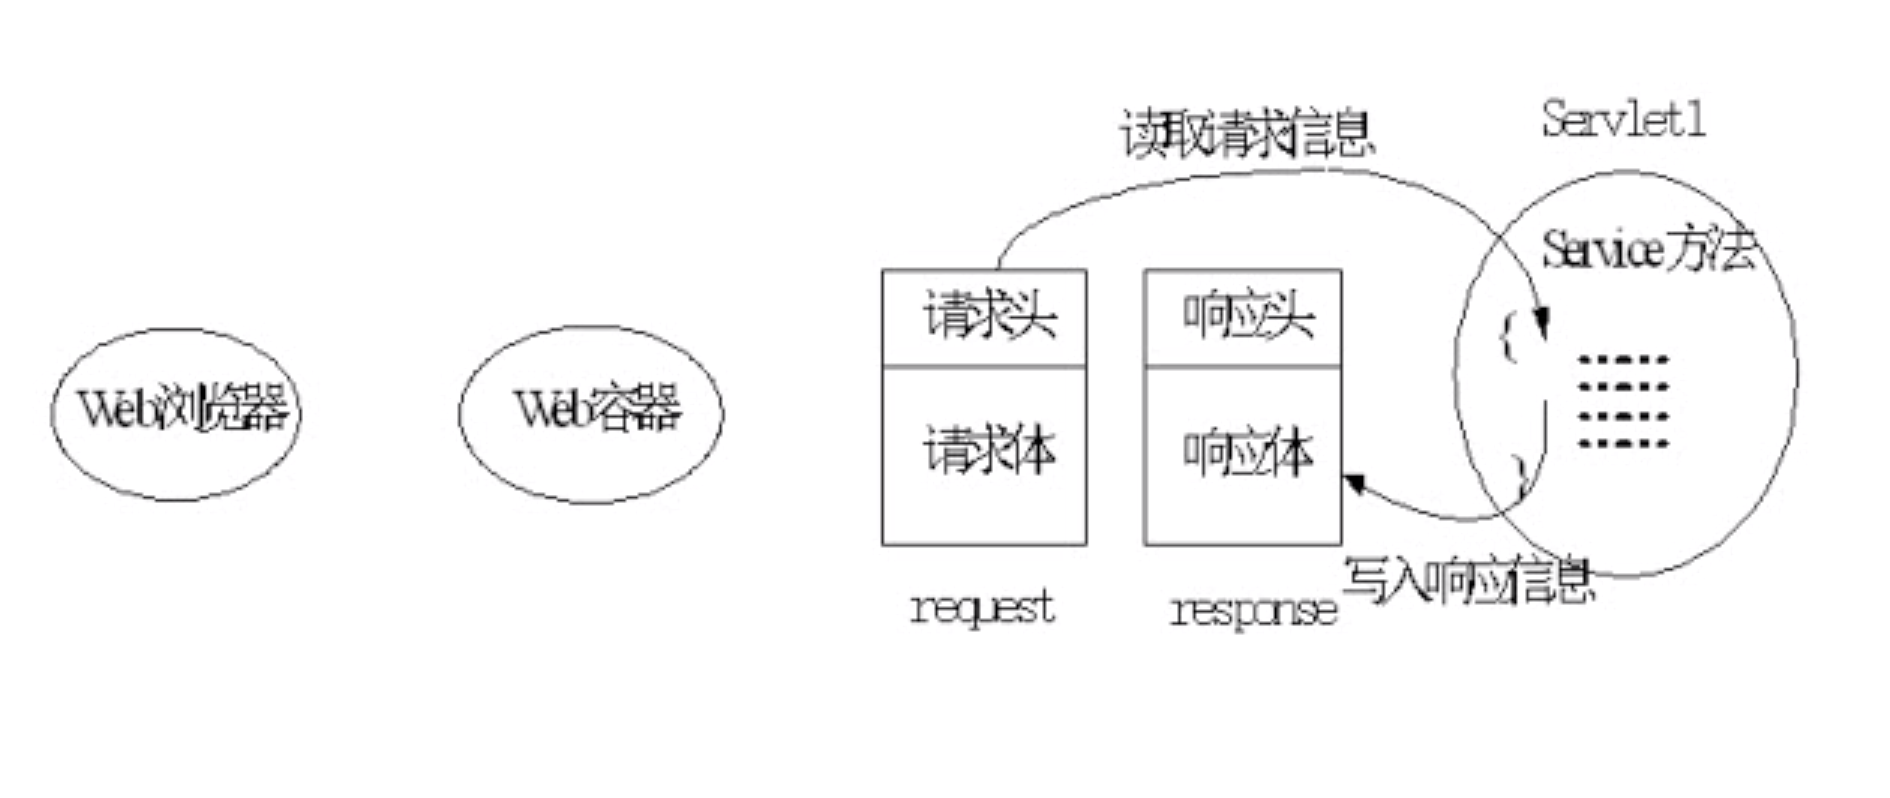 读取请求信息
Servlet1
Service方法
请求头
响应头
{
Web浏览器
Web容器
请求体
响应体
}
写入响应信息
request
response